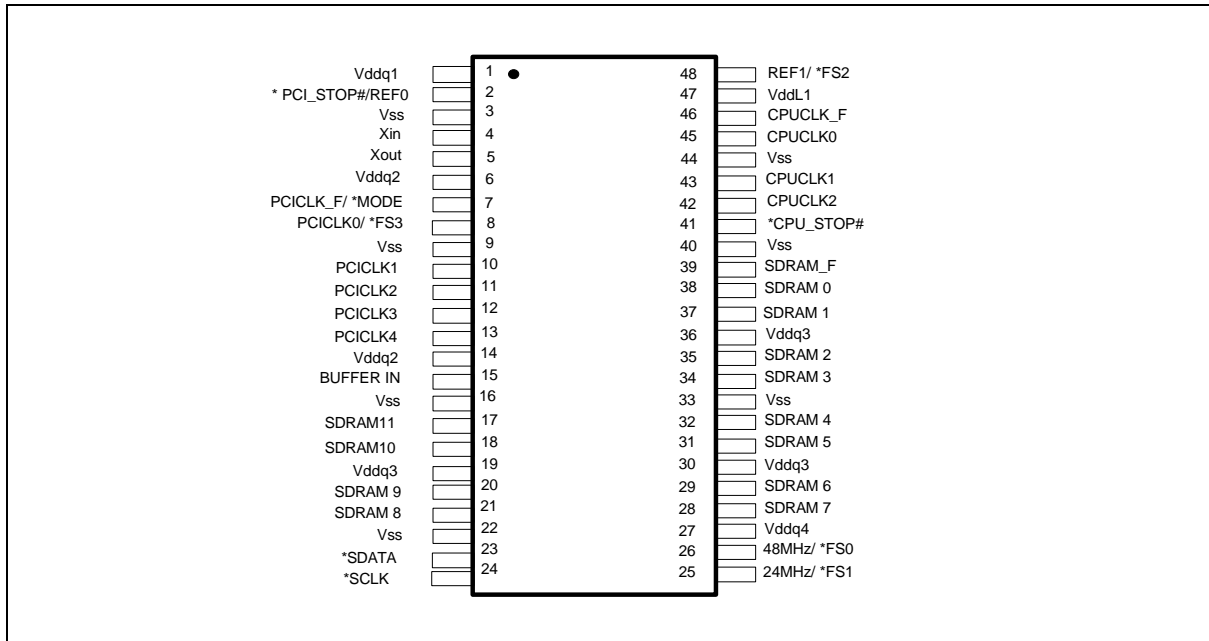 Vddq1 1 48 REF1/ *FS2
* PCI_STOP#/REF0 2 47 VddL1
Vss 3 46 CPUCLK_F
Xin 4 45 CPUCLK0
Xout 5 44 Vss
Vddq2 6 43 CPUCLK1
PCICLK_F/ *MODE 7 42 CPUCLK2
PCICLK0/ *FS3 8 41 *CPU_STOP#
Vss 9 40 Vss
PCICLK1 10 39 SDRAM_F
PCICLK2 11 38 SDRAM 0
PCICLK3 12 37 SDRAM 1
PCICLK4 13 36 Vddq3
Vddq2 14 35 SDRAM 2
BUFFER IN 15 34 SDRAM 3
Vss 16 33 Vss
SDRAM11 17 32 SDRAM 4
SDRAM10 18 31 SDRAM 5
Vddq3 19 30 Vddq3
SDRAM 9 20 29 SDRAM 6
SDRAM 8 21 28 SDRAM 7
Vss 22 27 Vddq4
*SDATA 23 26 48MHz/ *FS0
*SCLK 24 25 24MHz/ *FS1